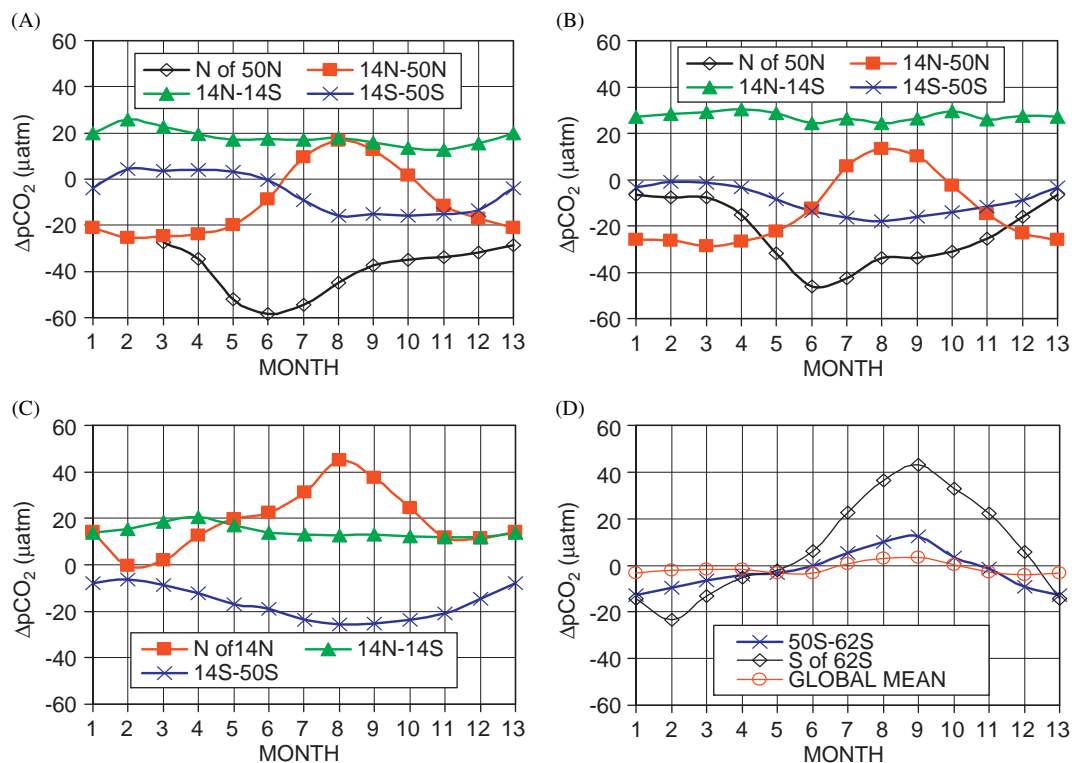 (A)
60
40
20
0
-20
-40
-60
ΔpCO2 (μatm)
N of 50N 14N-50N
14N-14S 14S-50S
1 2 3 4 5 6 7 8 9 10 11 12 13
MONTH
(B)
60
40
20
0
-20
-40
-60
ΔpCO2 (μatm)
N of 50N 14N-50N
14N-14S 14S-50S
1 2 3 4 5 6 7 8 9 10 11 12 13
MONTH
(C)
60
40
20
0
-20
-40
-60
ΔpCO2 (μatm)
N of14N 14N-14S
14S-50S
1 2 3 4 5 6 7 8 9 10 11 12 13
MONTH
(D)
60
40
20
0
-20
-40
-60
ΔpCO2 (μatm)
50S-62S
S of 62S
GLOBAL MEAN
1 2 3 4 5 6 7 8 9 10 11 12 13
MONTH